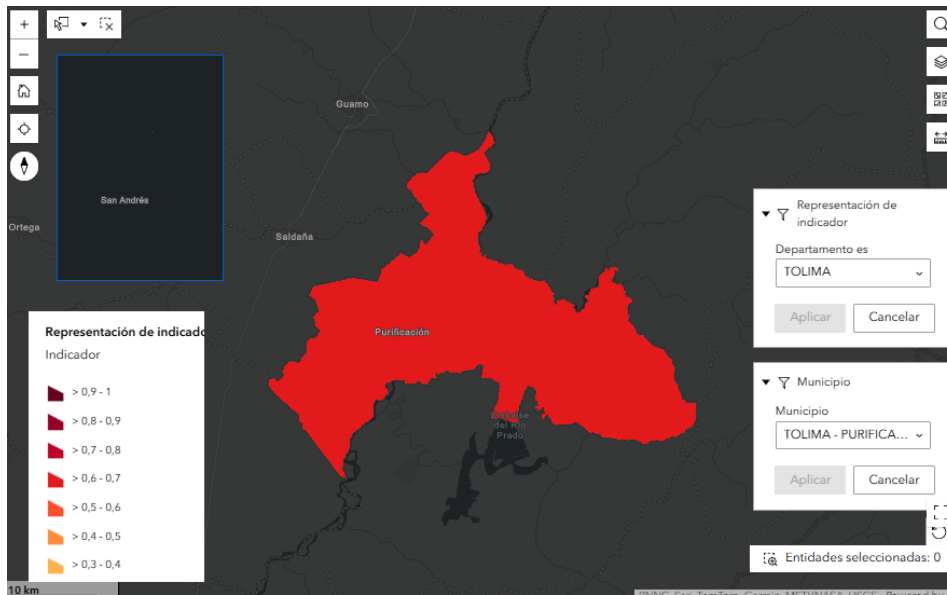 Guamo
San Andrés
Ortega
Saldaña
Purificación
Embalse
del Río
Prado
Representación de
indicador
Departamento es
TOLIMA
Aplicar
Cancelar
Municipio
Municipio
TOLIMA - PURIFICA...
Aplicar
Cancelar
Entidades seleccionadas: 0
Representación de indicado
Indicador
> 0,9 - 1
> 0,8 - 0,9
> 0,7 - 0,8
> 0,6 - 0,7
> 0,5 - 0,6
> 0,4 - 0,5
> 0,3 - 0,4
10 km